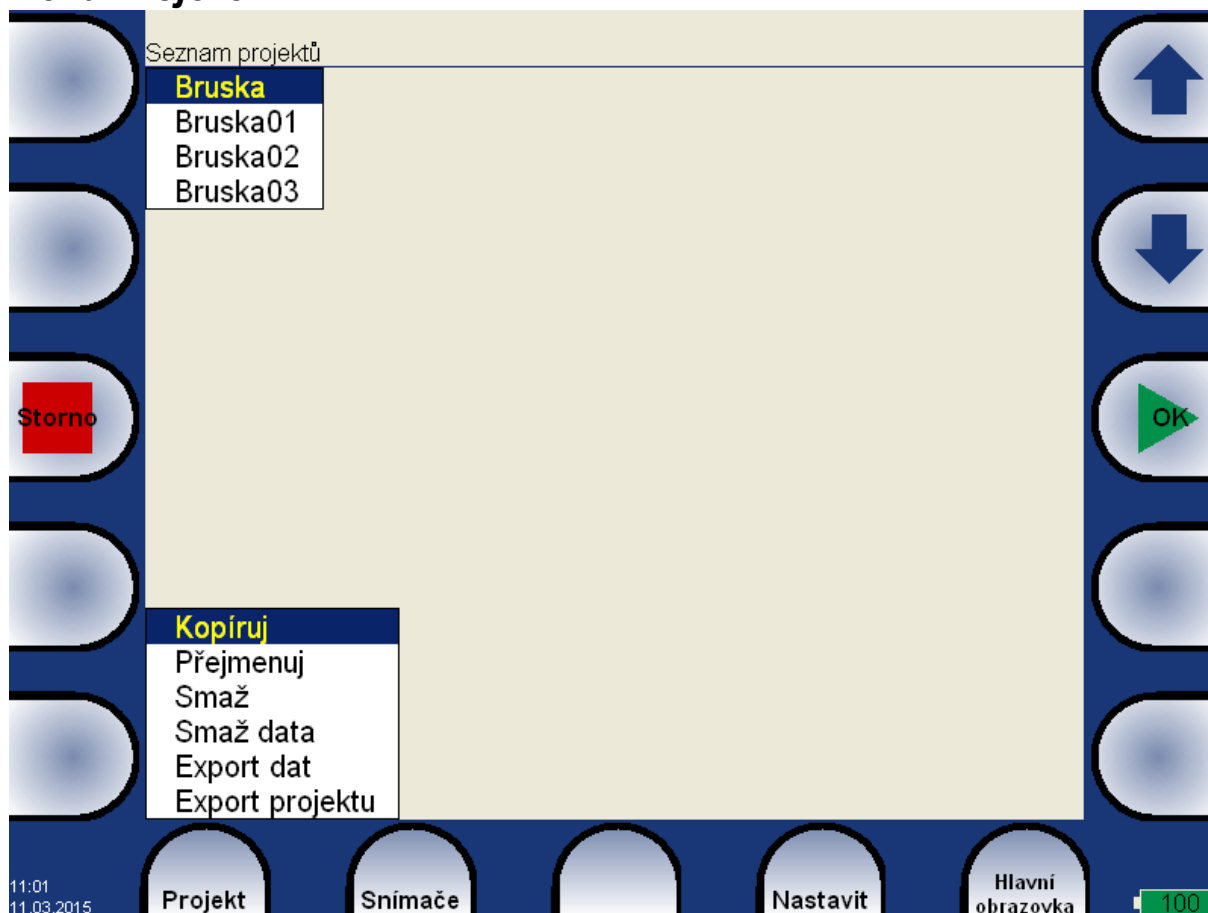 Seznam projektů
Bruska
Bruska01
Bruska02
Bruska03
Storno
OK
Kopíruj
Přejmenuj
Smaž
Smaž data
Export dat
Export projektu
11:01
11.03.2015
Projekt
Snímače
Nastavit
Hlavní
obrazovka
100